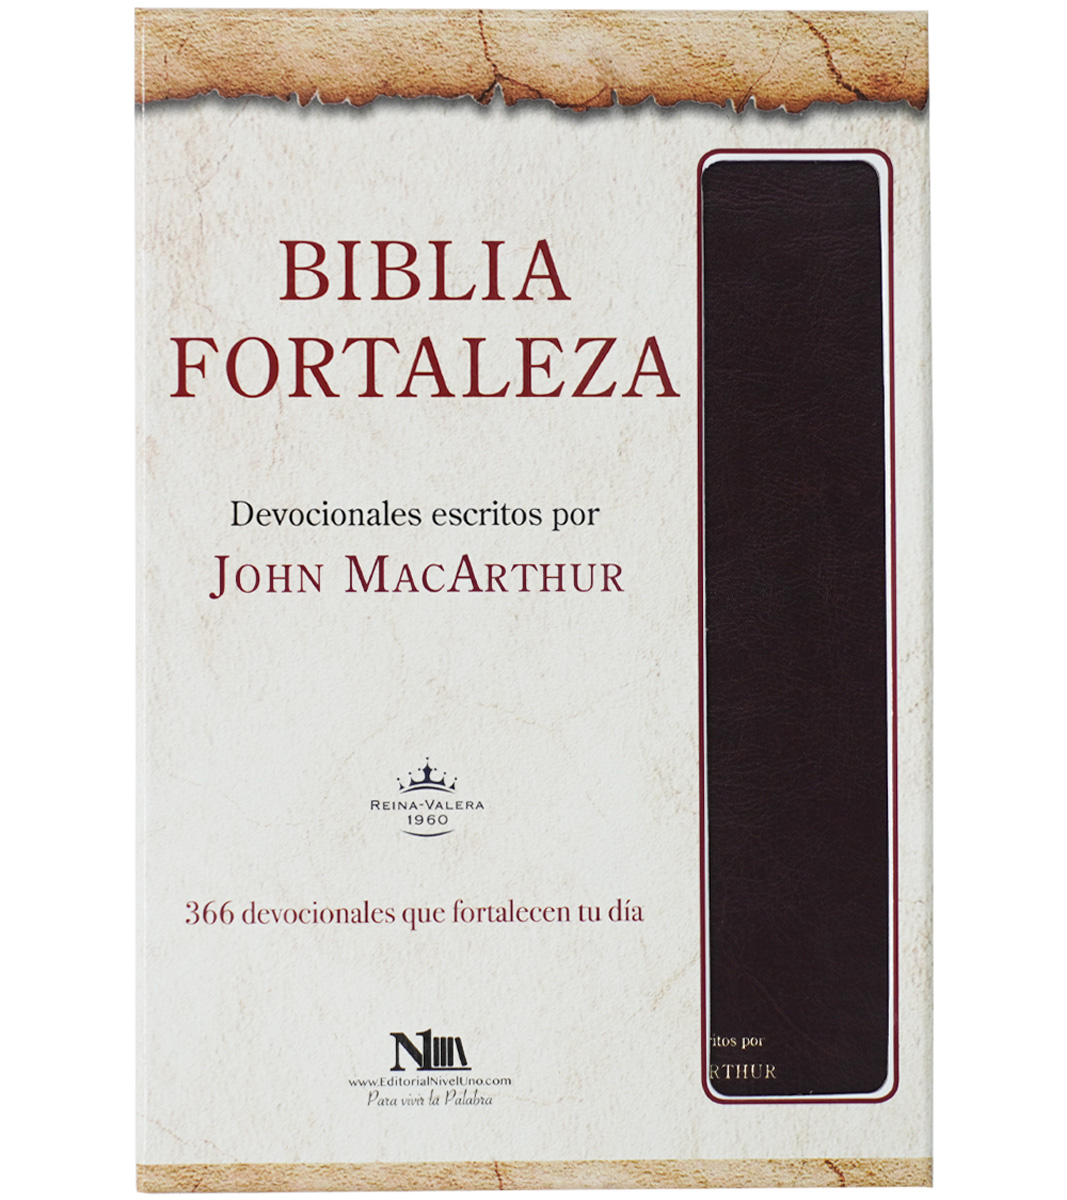 BIBLIA
FORTALEZA
Devocionales escritos por
JOHN MACARTHUR
REINA-VALERA
1960
366 devocionales que fortalecen tu día
N1
www.EditorialNivelUno.com
Para vivir la Palabra
ritos por
RTHUR